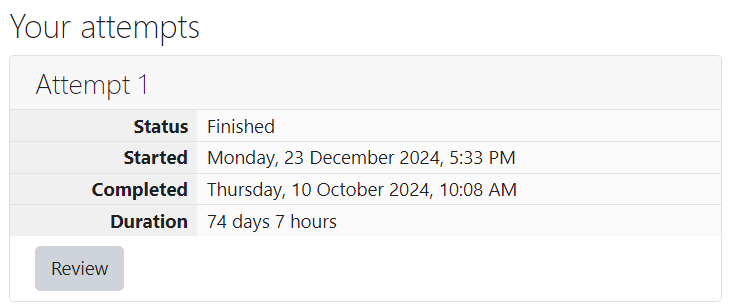 Your attempts
Attempt 1
Status Finished
Started Monday, 23 December 2024, 5:33 PM
Completed Thursday, 10 October 2024, 10:08 AM
Duration 74 days 7 hours
Review